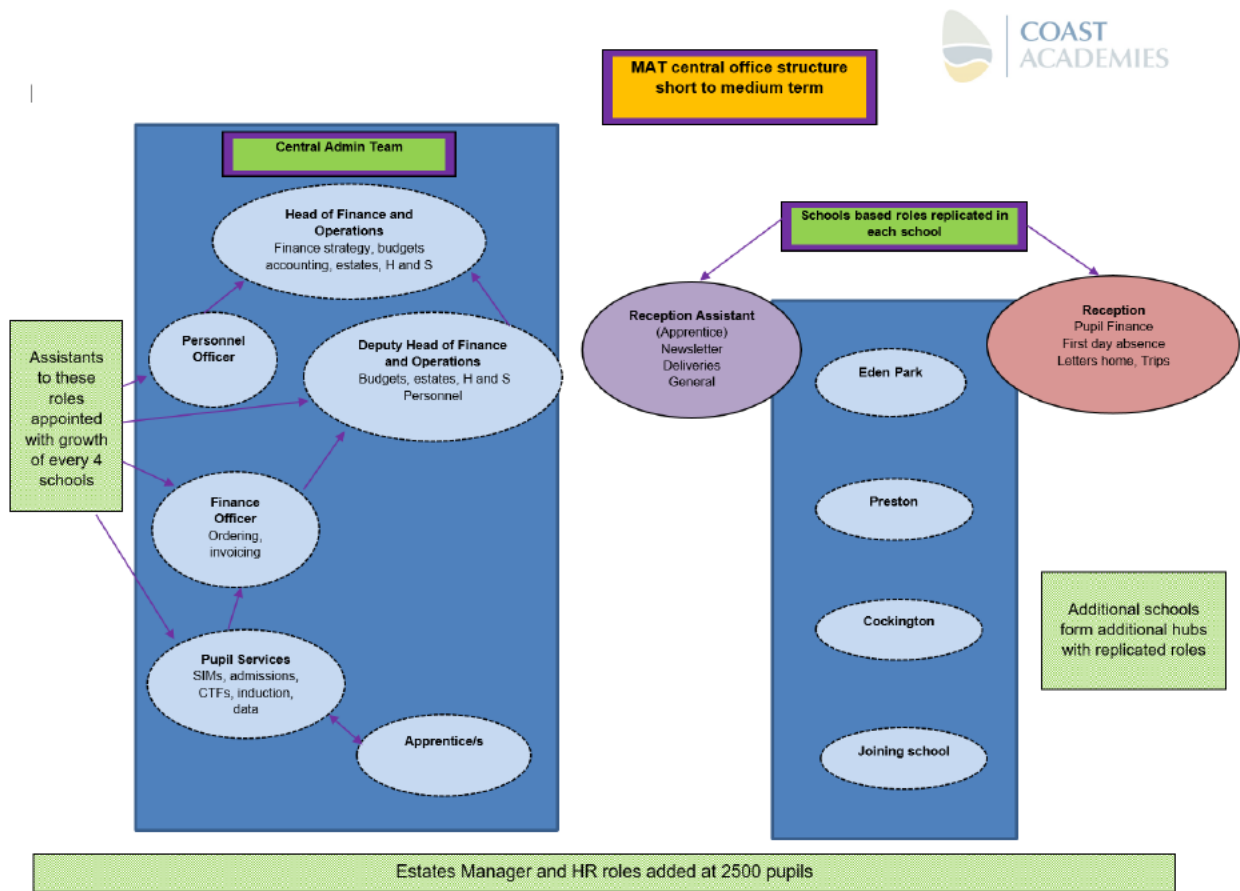 COAST
ACADEMIES
MAT central office structure
short to medium term
Central Admin Team
Head of Finance and
Operations
Finance strategy, budgets
accounting, estates, H and S
Personnel
Officer
Deputy Head of Finance
and Operations
Budgets, estates, H and S
Personnel
Assistants
to these
roles
appointed
with growth
of every 4
schools
Finance
Officer
Ordering,
invoicing
Pupil Services
SIMs, admissions,
CTFs, induction,
data
Apprentice/s
Schools based roles replicated in
each school
Reception Assistant
(Apprentice)
Newsletter
Deliveries
General
Reception
Pupil Finance
First day absence
Letters home, Trips
Eden Park
Preston
Cockington
Joining school
Additional schools
form additional hubs
with replicated roles
Estates Manager and HR roles added at 2500 pupils